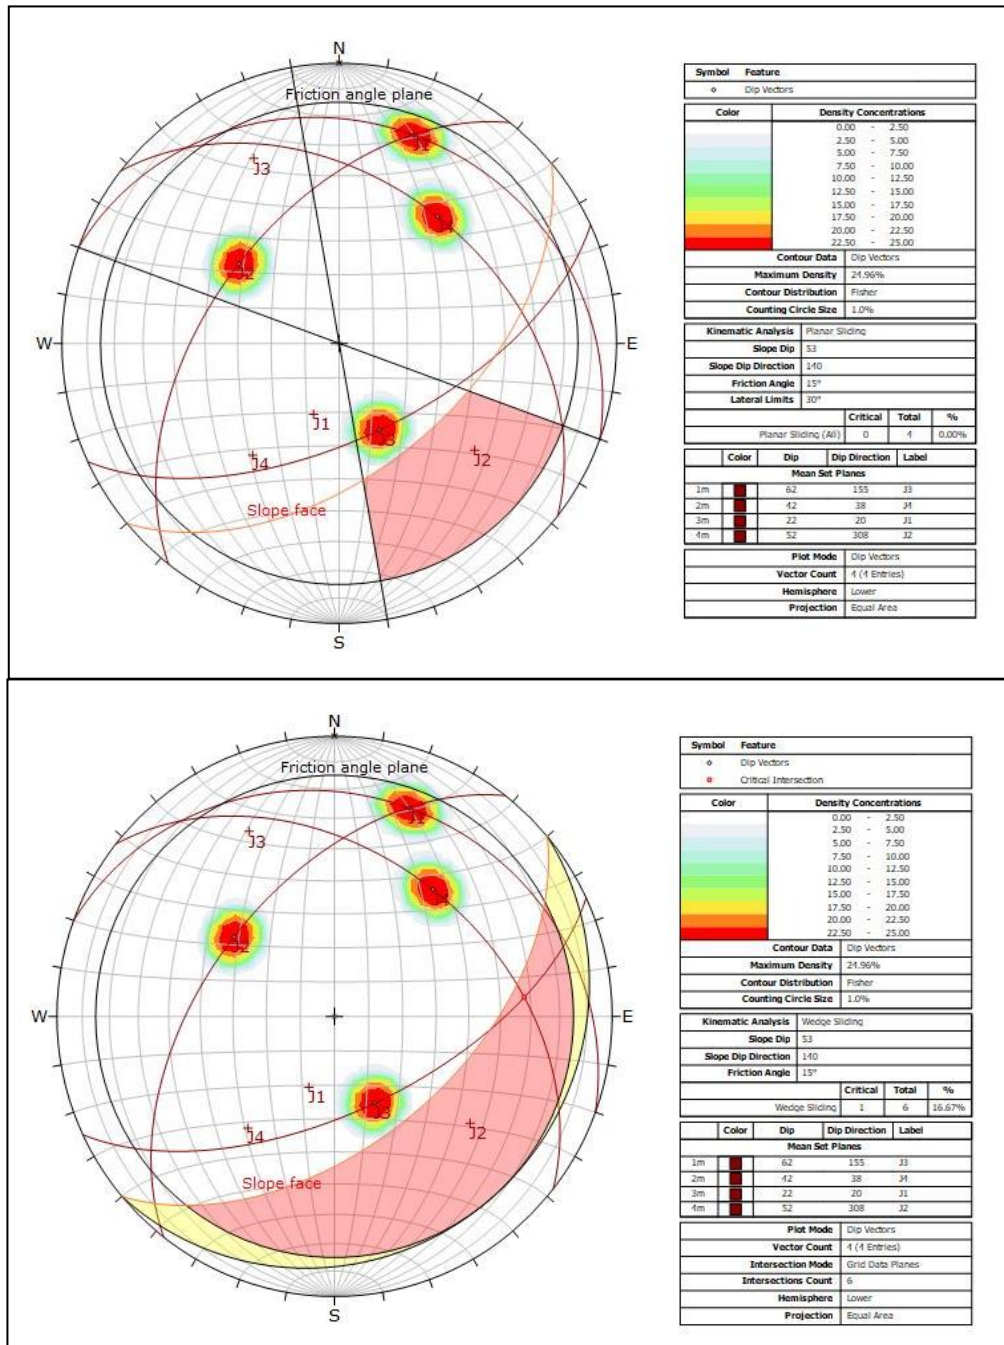 N
Friction angle plane
J1
J3
J2
W
E
J1
J3
J2
J4
Slope face
S
Symbol Feature
Dip Vectors
Color Density Concentrations
0.00 - 2.50
2.50 - 5.00
5.00 - 7.50
7.50 - 10.00
10.00 - 12.50
12.50 - 15.00
15.00 - 17.50
17.50 - 20.00
20.00 - 22.50
22.50 - 25.00
Contour Data Dip Vectors
Maximum Density 24.96%
Contour Distribution Fisher
Counting Circle Size 1.0%
Kinematic Analysis Planar Sliding
Slope Dip 53
Slope Dip Direction 140
Friction Angle 15°
Lateral Limits 30°
Critical Total %
Planar Sliding (All) 0 4 0.00%
Color Dip Dip Direction Label
Mean Set Planes
1m 62 155 J3
2m 42 38 J4
3m 22 20 J1
4m 52 308 J2
Plot Mode Dip Vectors
Vector Count 4 (4 Entries)
Hemisphere Lower
Projection Equal Area
N
Friction angle plane
J1
J3
J2
W
E
J1
J3
J2
J4
Slope face
S
Symbol Feature
Dip Vectors
Critical Intersection
Color Density Concentrations
0.00 - 2.50
2.50 - 5.00
5.00 - 7.50
7.50 - 10.00
10.00 - 12.50
12.50 - 15.00
15.00 - 17.50
17.50 - 20.00
20.00 - 22.50
22.50 - 25.00
Contour Data Dip Vectors
Maximum Density 24.96%
Contour Distribution Fisher
Counting Circle Size 1.0%
Kinematic Analysis Wedge Sliding
Slope Dip 53
Slope Dip Direction 140
Friction Angle 15°
Critical Total %
Wedge Sliding 1 6 16.67%
Color Dip Dip Direction Label
Mean Set Planes
1m 62 155 J3
2m 42 38 J4
3m 22 20 J1
4m 52 308 J2
Plot Mode Dip Vectors
Vector Count 4 (4 Entries)
Intersection Mode Grid Data Planes
Intersections Count 6
Hemisphere Lower
Projection Equal Area